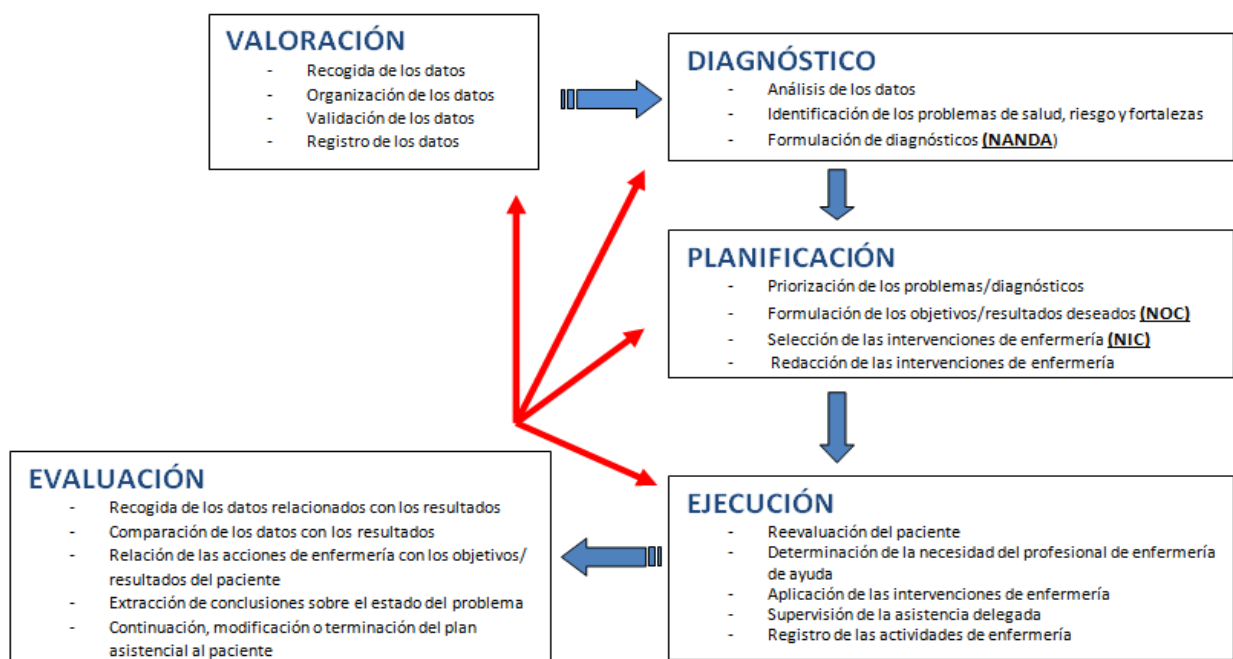 VALORACIÓN
- Recogida de los datos
- Organización de los datos
- Validación de los datos
- Registro de los datos
DIAGNÓSTICO
- Análisis de los datos
- Identificación de los problemas de salud, riesgo y fortalezas
- Formulación de diagnósticos (NANDA)
PLANIFICACIÓN
- Priorización de los problemas/diagnósticos
- Formulación de los objetivos/resultados deseados (NOC)
- Selección de las intervenciones de enfermería (NIC)
- Redacción de las intervenciones de enfermería
EJECUCIÓN
- Reevaluación del paciente
- Determinación de la necesidad del profesional de enfermería
de ayuda
- Aplicación de las intervenciones de enfermería
- Supervisión de la asistencia delegada
- Registro de las actividades de enfermería
EVALUACIÓN
- Recogida de los datos relacionados con los resultados
- Comparación de los datos con los resultados
- Relación de las acciones de enfermería con los objetivos/
resultados del paciente
- Extracción de conclusiones sobre el estado del problema
- Continuación, modificación o terminación del plan
asistencial al paciente